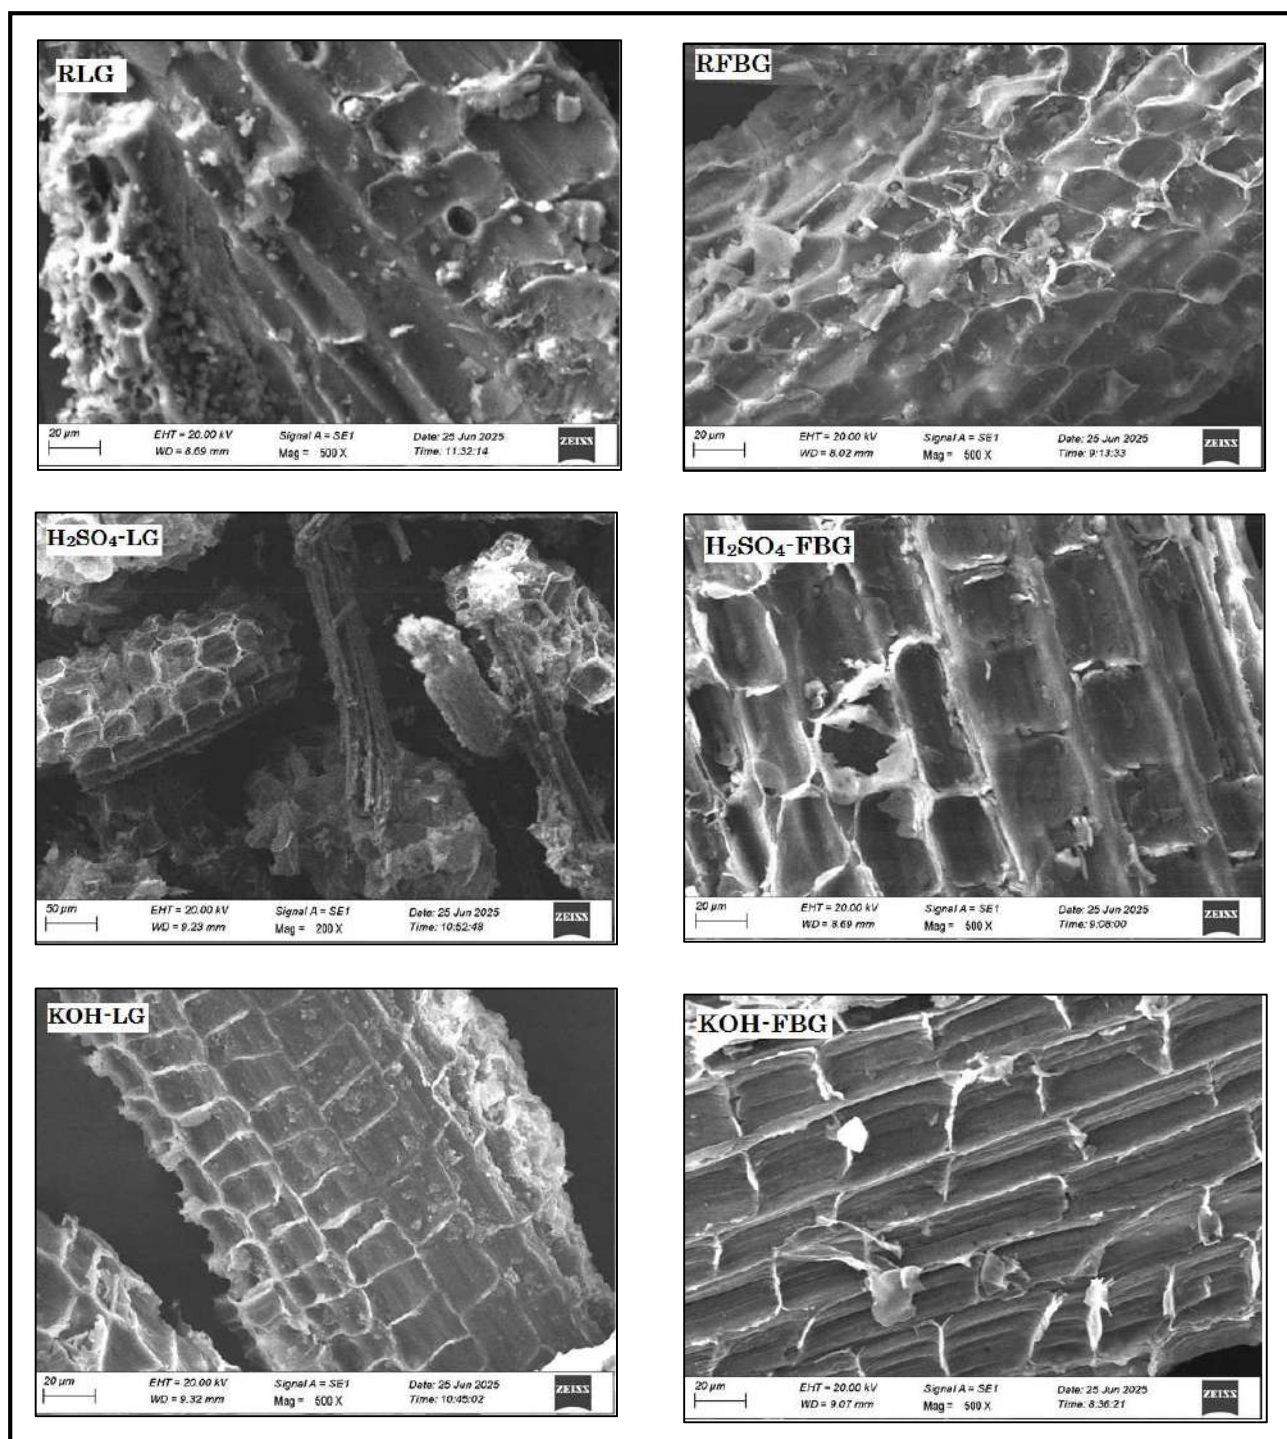 RLG
20 µm
EHT = 20.00 kV
Signal A = SE1
Date: 25 Jun 2025
WD = 8.69 mm
Mag = 500 X
Time: 11:32:14
ZEISS
RFBG
20 µm
EHT = 20.00 kV
Signal A = SE1
Date: 25 Jun 2025
WD = 8.02 mm
Mag = 500 X
Time: 9:13:33
ZEISS
H₂SO₄-LG
50 µm
EHT = 20.00 kV
Signal A = SE1
Date: 25 Jun 2025
WD = 9.23 mm
Mag = 200 X
Time: 10:52:48
ZEISS
H₂SO₄-FBG
20 µm
EHT = 20.00 kV
Signal A = SE1
Date: 25 Jun 2025
WD = 8.69 mm
Mag = 500 X
Time: 9:08:00
ZEISS
KOH-LG
20 µm
EHT = 20.00 kV
Signal A = SE1
Date: 25 Jun 2025
WD = 9.32 mm
Mag = 500 X
Time: 10:45:02
ZEISS
KOH-FBG
20 µm
EHT = 20.00 kV
Signal A = SE1
Date: 25 Jun 2025
WD = 9.07 mm
Mag = 500 X
Time: 8:36:21
ZEISS